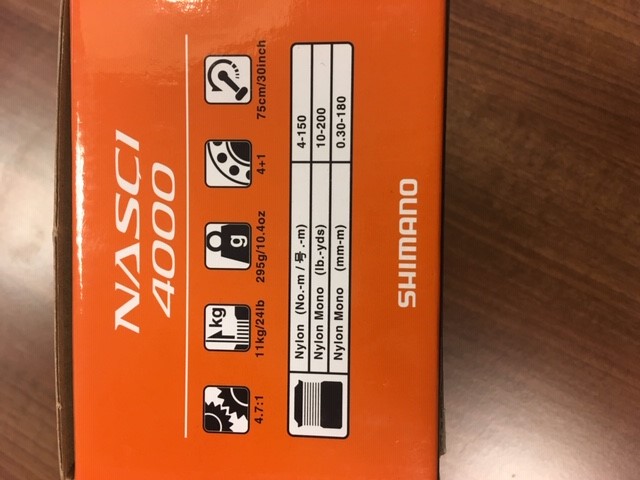 NASCI
4000
4.7:1
11kg/24lb
295g/10.4oz
4+1
75cm/30inch
kg
g
Nylon (No.-m / 号.-m) 4-150
Nylon Mono (lb.-yds) 10-200
Nylon Mono (mm-m) 0.30-180
SHIMANO